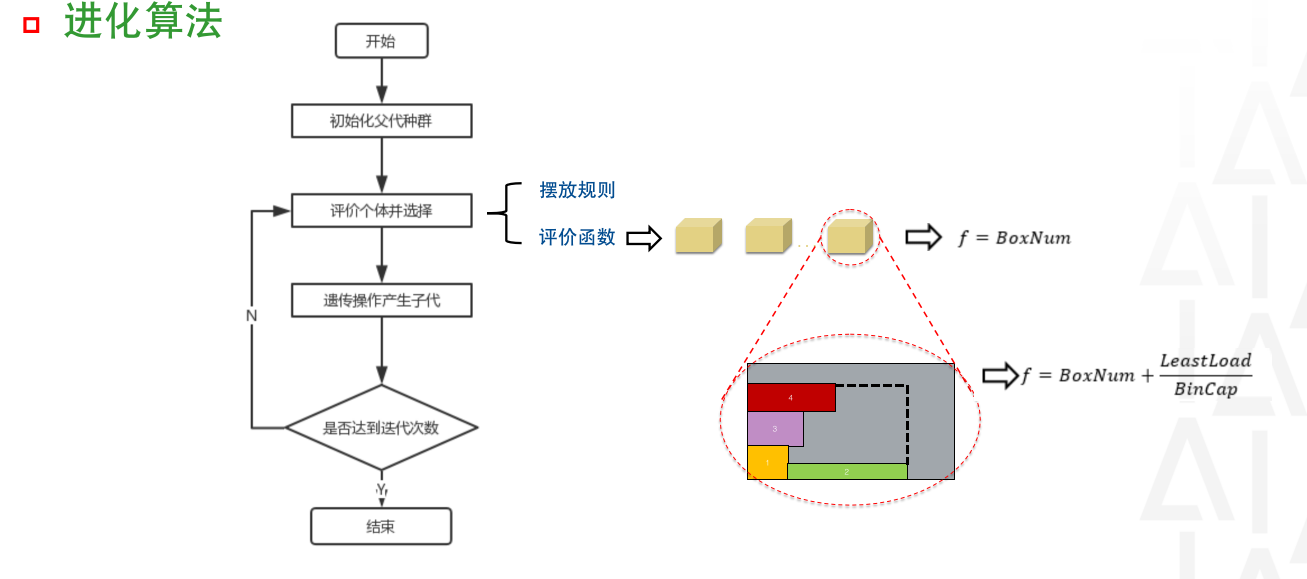 进化算法
开始
初始化父代种群
评价个体并选择
摆放规则
评价函数
f = BoxNum
遗传操作产生子代
N
f = BoxNum + LeastLoad / BinCap
4
3
1
2
是否达到迭代次数
Y
结束